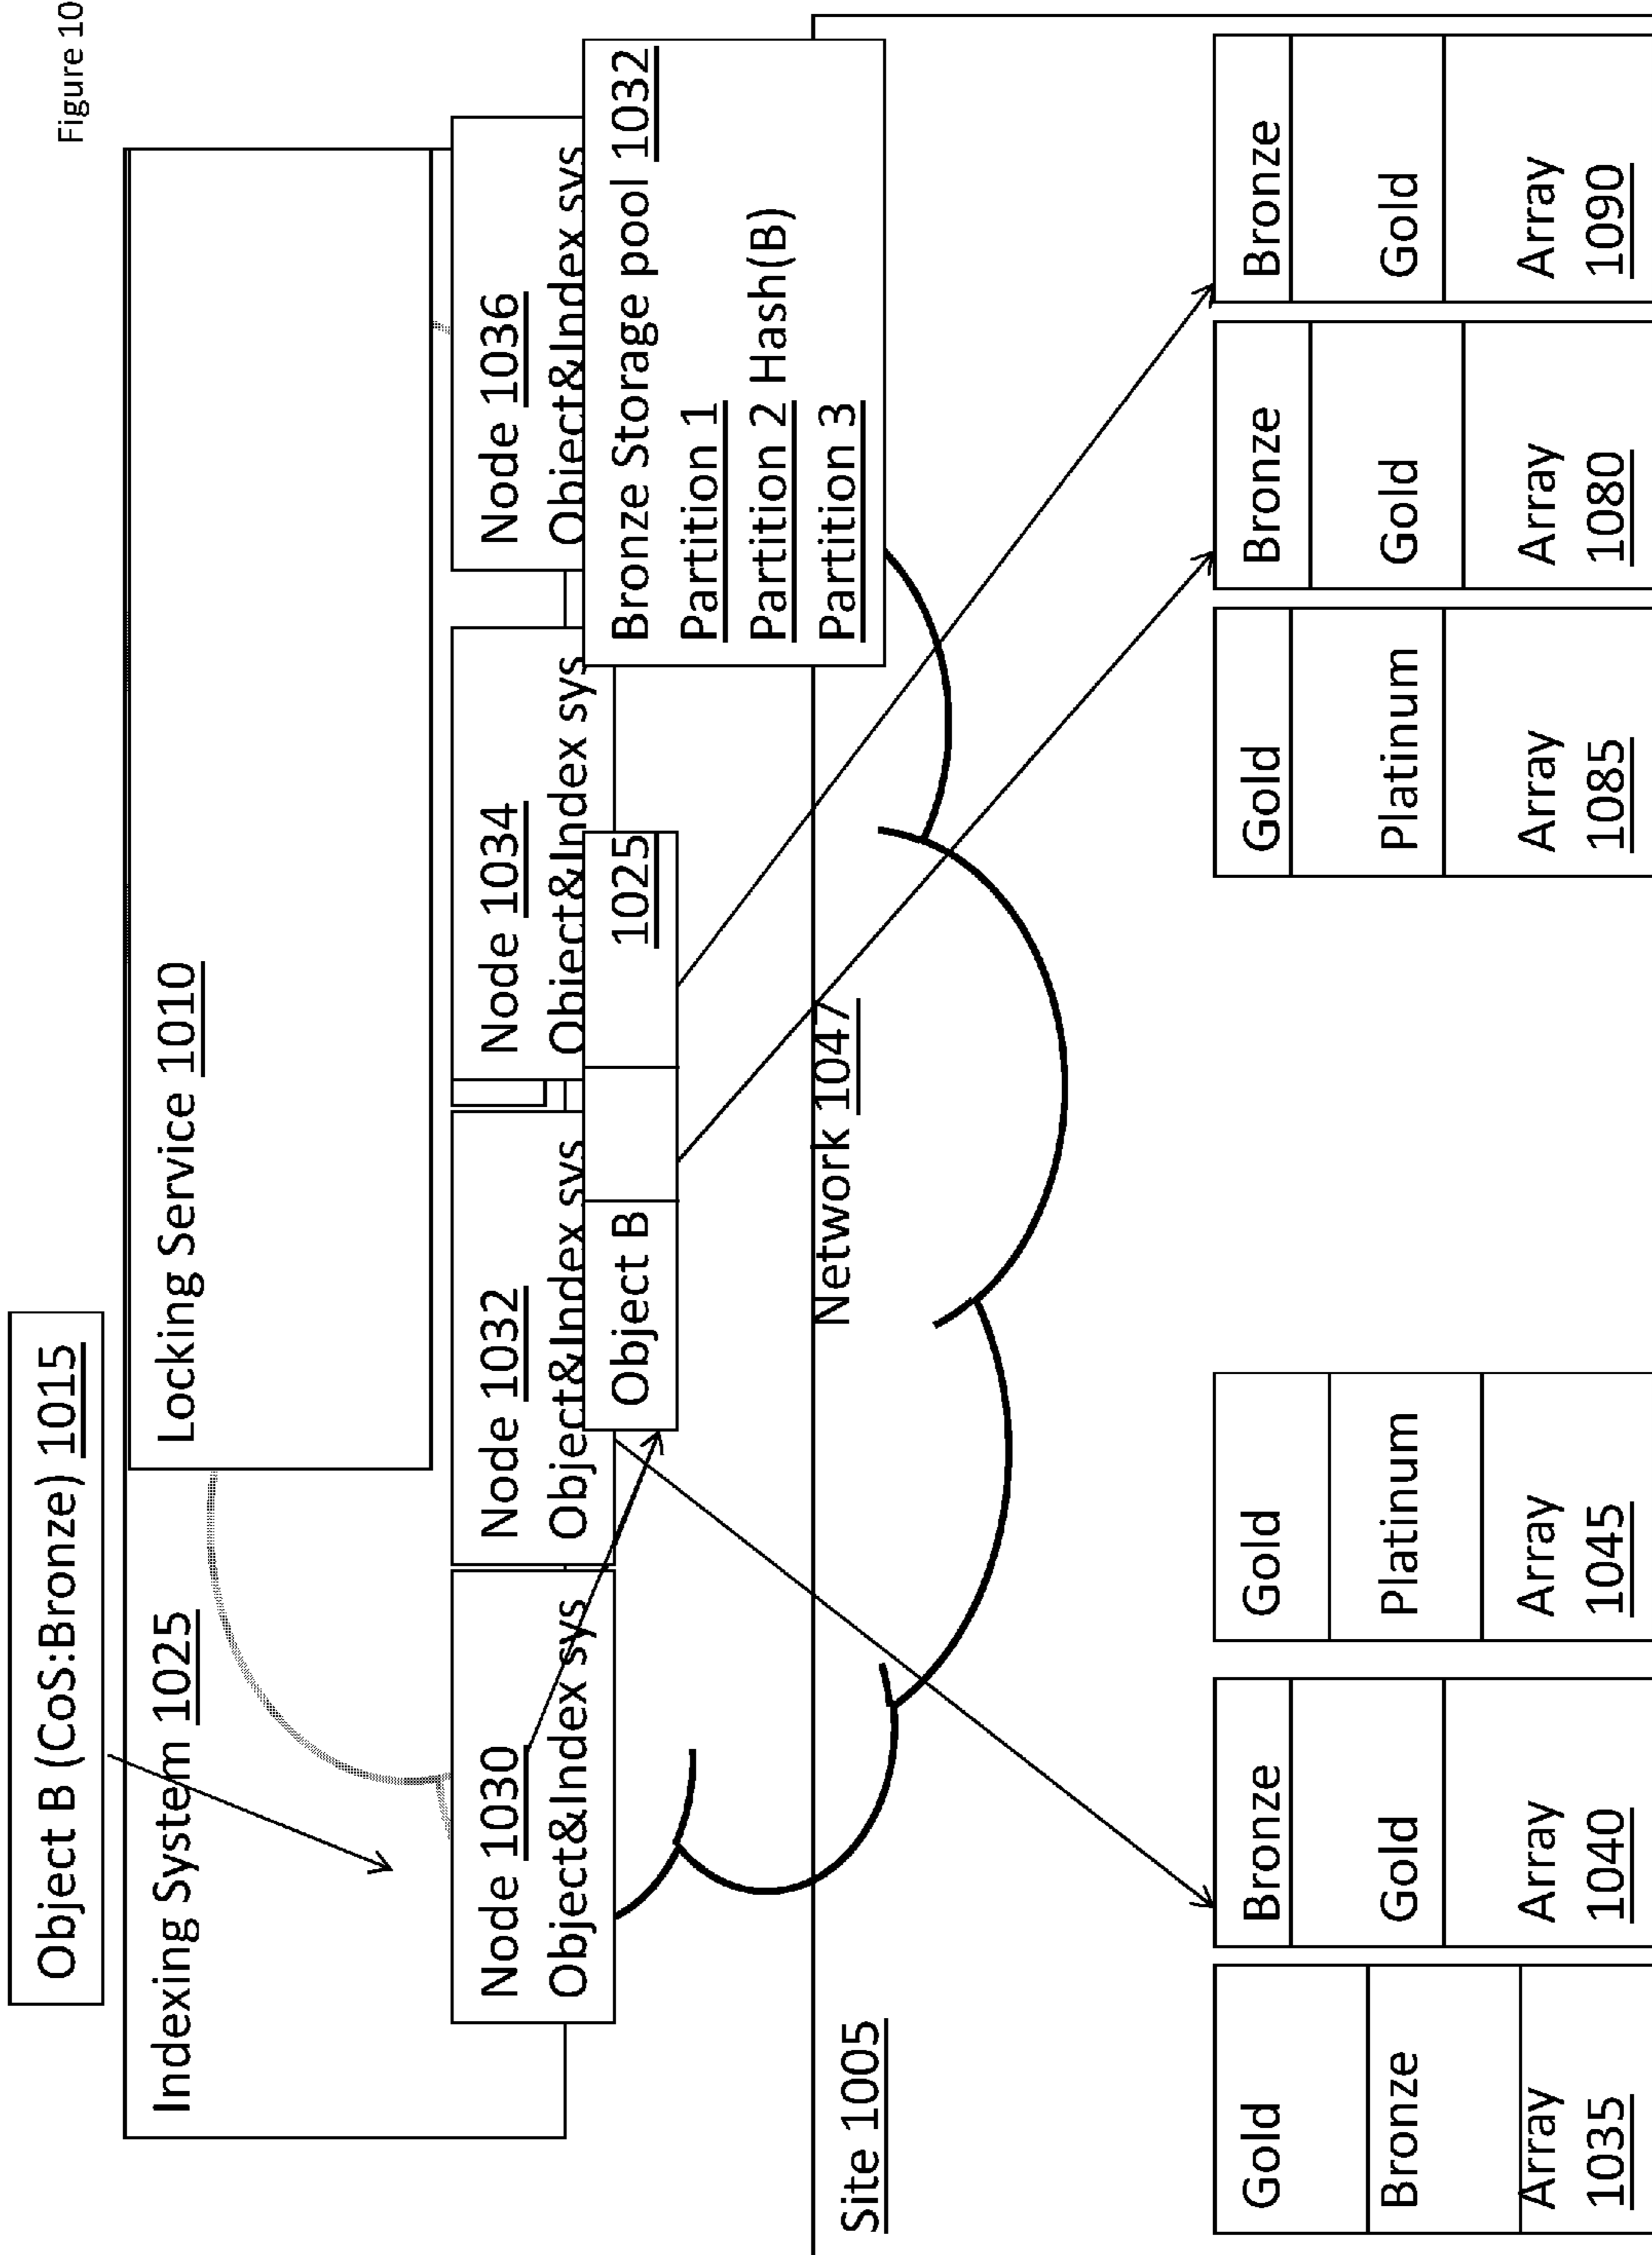 Figure 10
Object B (CoS:Bronze) 1015
Indexing System 1025
Locking Service 1010
Node 1030
Object&Index sys
Node 1032
Object&Index sys
Node 1034
Object&Index sys
Node 1036
Object&Index sys
Object B
1025
Bronze Storage pool 1032
Partition 1
Partition 2 Hash(B)
Partition 3
Network 1047
Site 1005
Gold
Bronze
Array
1035
Bronze
Gold
Array
1040
Gold
Platinum
Array
1045
Gold
Platinum
Array
1085
Bronze
Gold
Array
1080
Bronze
Gold
Array
1090